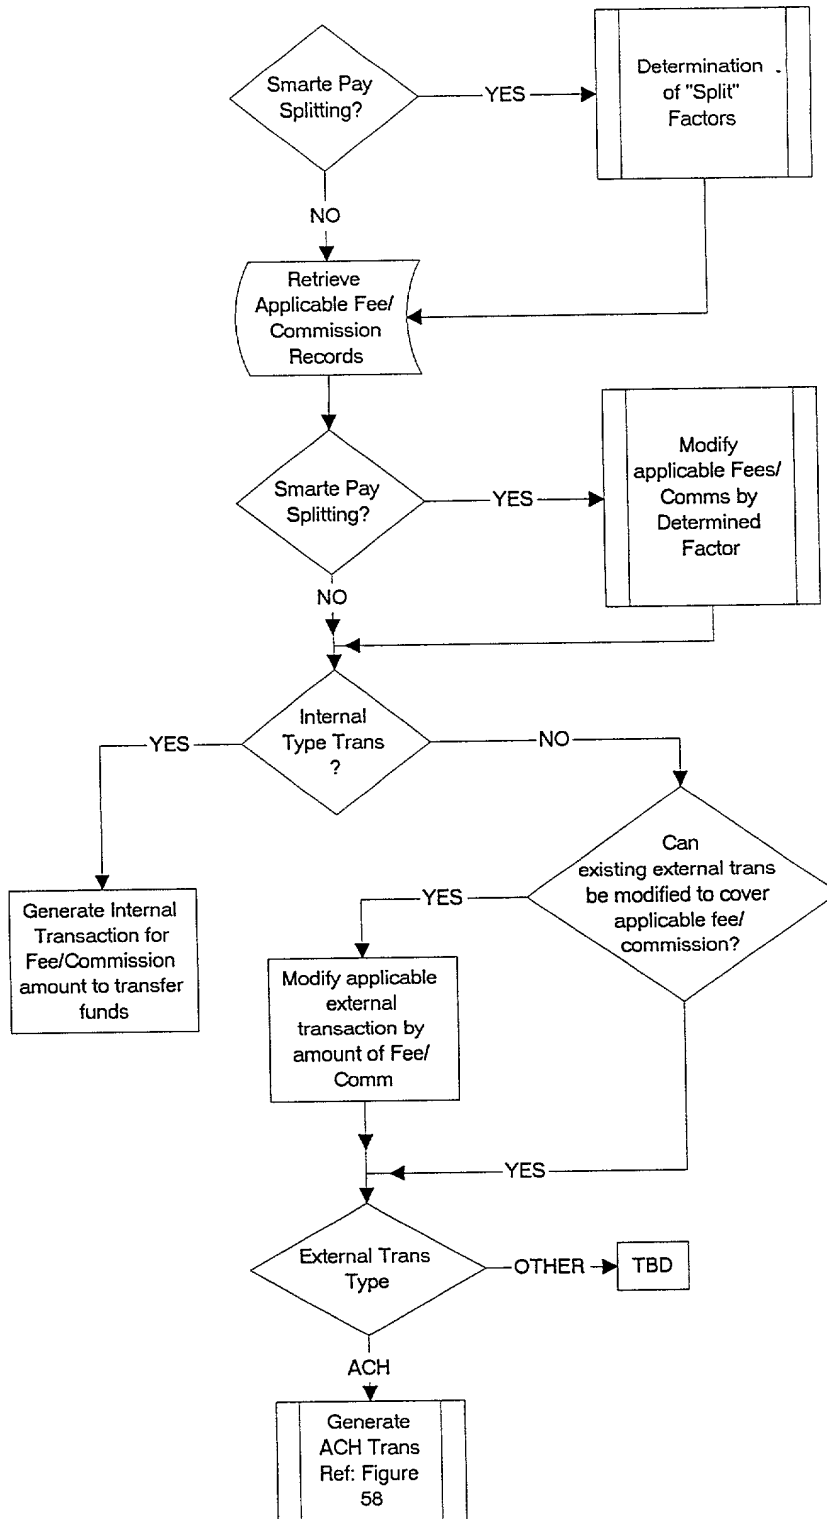 Smarte Pay
Splitting?
YES
Determination
of "Split"
Factors
NO
Retrieve
Applicable Fee/
Commission
Records
Smarte Pay
Splitting?
YES
Modify
applicable Fees/
Comms by
Determined
Factor
NO
Internal
Type Trans
?
YES
NO
Generate Internal
Transaction for
Fee/Commission
amount to transfer
funds
Can
existing external trans
be modified to cover
applicable fee/
commission?
YES
Modify applicable
external
transaction by
amount of Fee/
Comm
YES
External Trans
Type
OTHER
TBD
ACH
Generate
ACH Trans
Ref: Figure
58